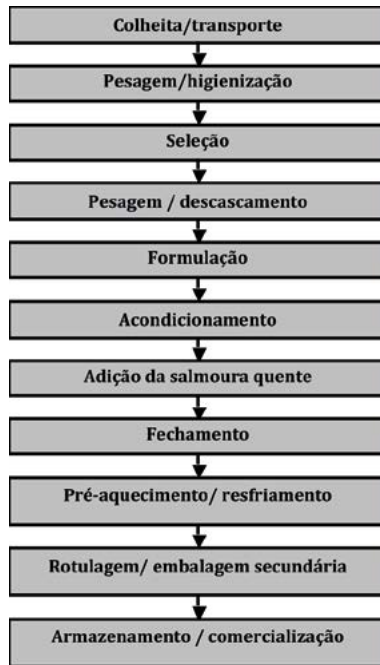 Colheita/transporte
Pesagem/higienização
Seleção
Pesagem / descascamento
Formulação
Acondicionamento
Adição da salmoura quente
Fechamento
Pré-aquecimento/ resfriamento
Rotulagem/ embalagem secundária
Armazenamento / comercialização